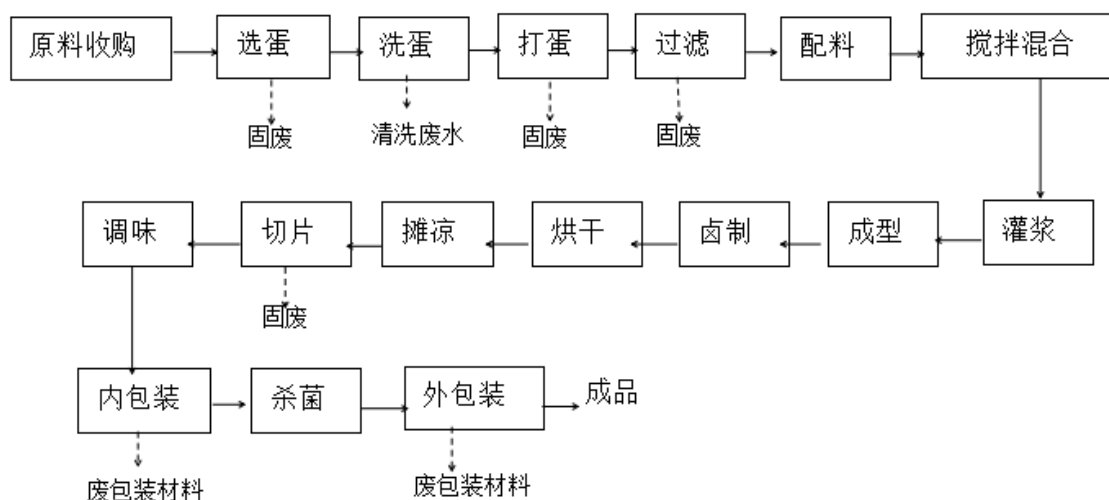 原料收购
选蛋
洗蛋
打蛋
过滤
配料
搅拌混合
固废
清洗废水
固废
固废
调味
切片
摊凉
烘干
卤制
成型
灌浆
固废
内包装
杀菌
外包装
成品
废包装材料
废包装材料